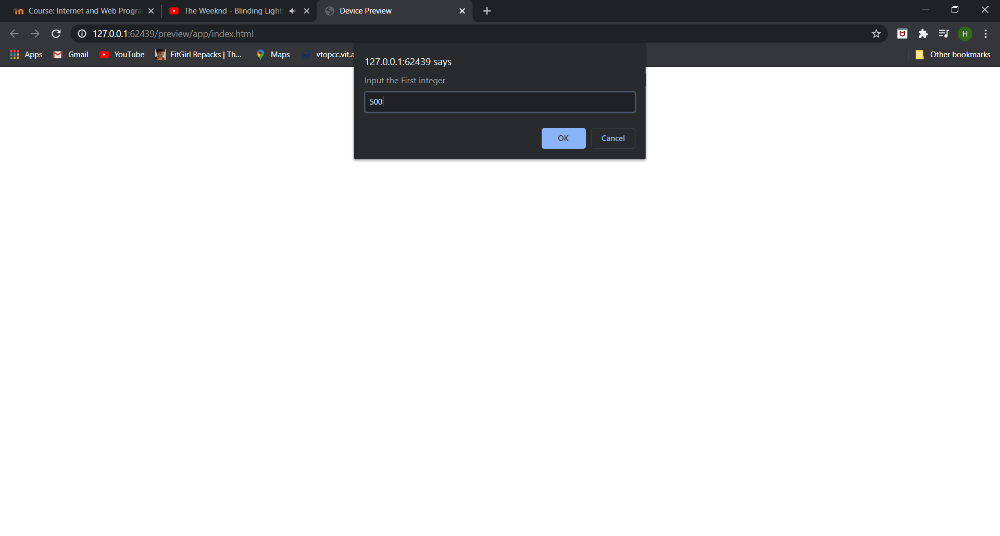 Course: Internet and Web Progra
The Weeknd - Blinding Light
Device Preview
127.0.0.1:62439/preview/app/index.html
H
Apps
Gmail
YouTube
FitGirl Repacks | Th...
Maps
vtopcc.vit.a
Other bookmarks
127.0.0.1:62439 says
Input the First integer
500
OK
Cancel